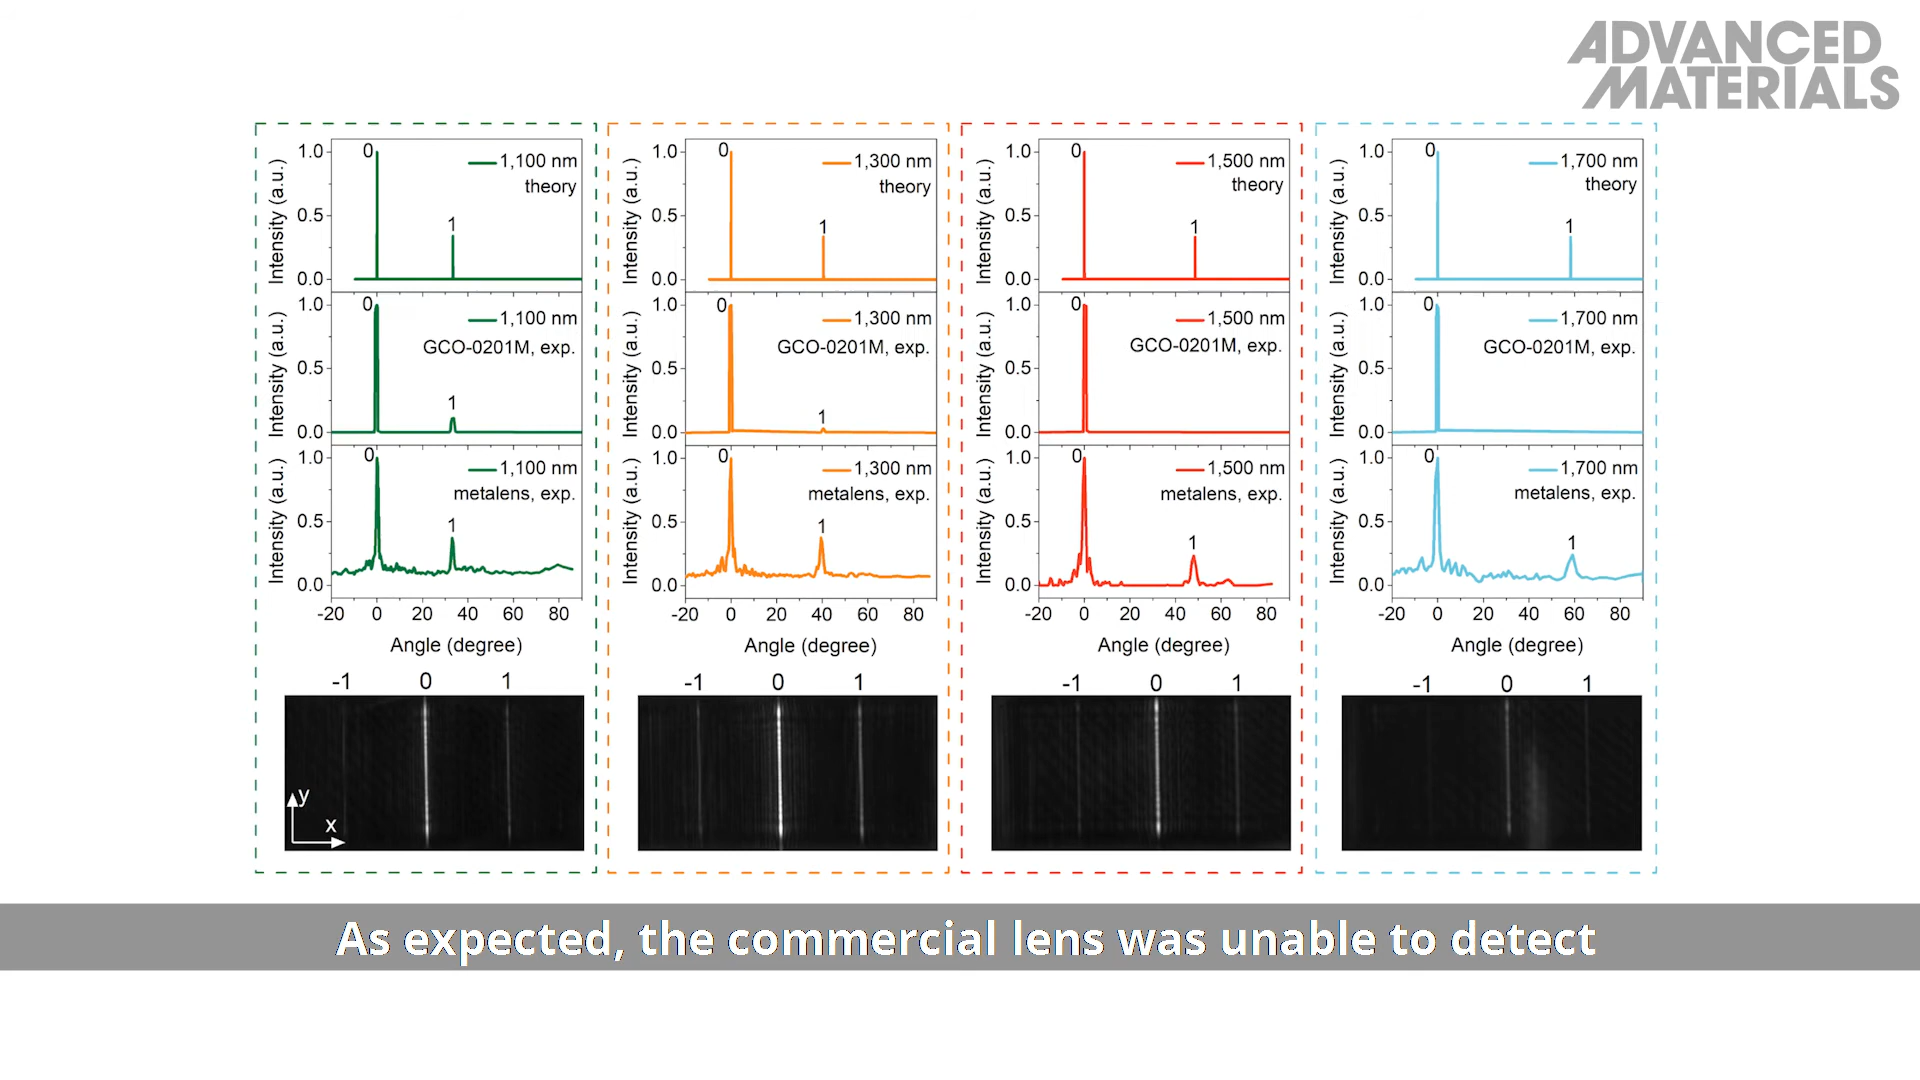 ADVANCED
MATERIALS
1.0
0
1,100 nm
theory
0.5
1
0.0
Intensity (a.u.)
1.0
0
1,100 nm
GCO-0201M, exp.
0.5
1
0.0
Intensity (a.u.)
1.0
0
1,100 nm
metalens, exp.
0.5
1
0.0
Intensity (a.u.)
-20 0 20 40 60 80
Angle (degree)
-1 0 1
y
x
1.0
0
1,300 nm
theory
0.5
1
0.0
Intensity (a.u.)
1.0
0
1,300 nm
GCO-0201M, exp.
0.5
1
0.0
Intensity (a.u.)
1.0
0
1,300 nm
metalens, exp.
0.5
1
0.0
Intensity (a.u.)
-20 0 20 40 60 80
Angle (degree)
-1 0 1
1.0
0
1,500 nm
theory
0.5
1
0.0
Intensity (a.u.)
1.0
0
1,500 nm
GCO-0201M, exp.
0.5
0.0
Intensity (a.u.)
1.0
0
1,500 nm
metalens, exp.
0.5
1
0.0
Intensity (a.u.)
-20 0 20 40 60 80
Angle (degree)
-1 0 1
1.0
0
1,700 nm
theory
0.5
1
0.0
Intensity (a.u.)
1.0
0
1,700 nm
GCO-0201M, exp.
0.5
0.0
Intensity (a.u.)
1.0
0
1,700 nm
metalens, exp.
0.5
1
0.0
Intensity (a.u.)
-20 0 20 40 60 80
Angle (degree)
-1 0 1
As expected, the commercial lens was unable to detect